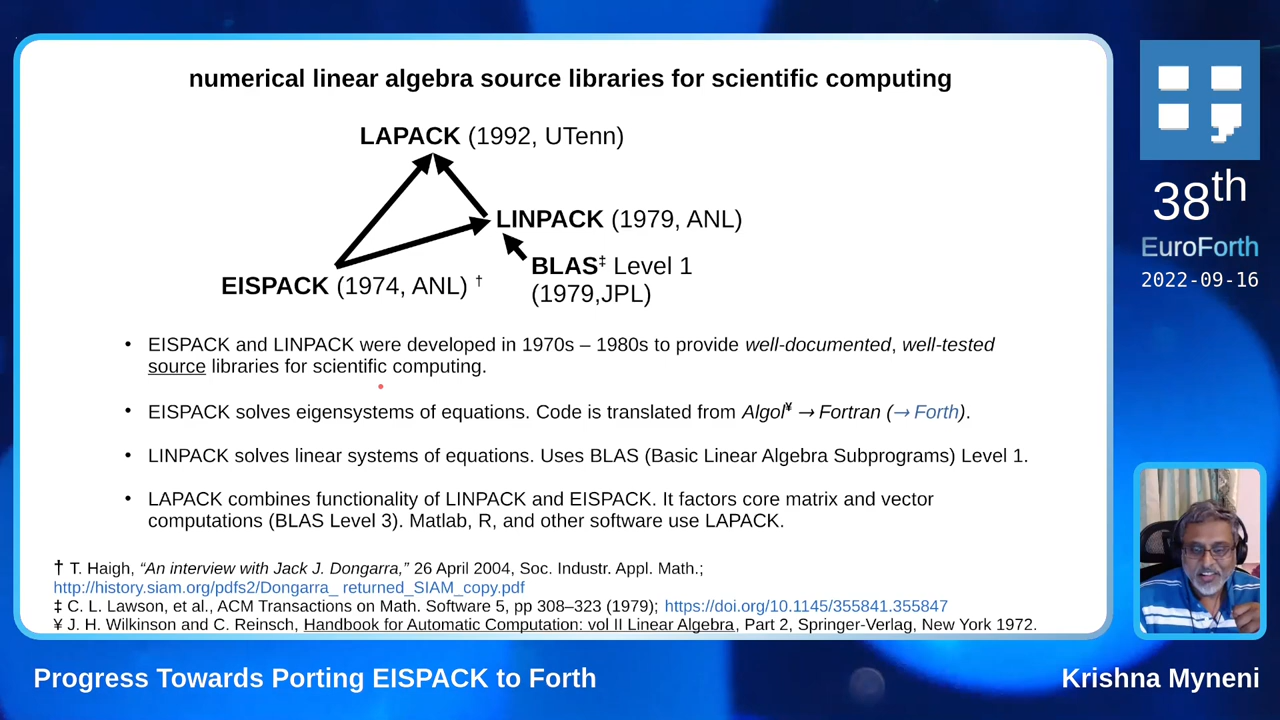 numerical linear algebra source libraries for scientific computing
LAPACK (1992, UTenn)
LINPACK (1979, ANL)
BLAS‡ Level 1
(1979,JPL)
EISPACK (1974, ANL) †
• EISPACK and LINPACK were developed in 1970s – 1980s to provide well-documented, well-tested
source libraries for scientific computing.
• EISPACK solves eigensystems of equations. Code is translated from Algol¥ → Fortran (→ Forth).
• LINPACK solves linear systems of equations. Uses BLAS (Basic Linear Algebra Subprograms) Level 1.
• LAPACK combines functionality of LINPACK and EISPACK. It factors core matrix and vector
computations (BLAS Level 3). Matlab, R, and other software use LAPACK.
† T. Haigh, “An interview with Jack J. Dongarra,” 26 April 2004, Soc. Industr. Appl. Math.;
http://history.siam.org/pdfs2/Dongarra_ returned_SIAM_copy.pdf
‡ C. L. Lawson, et al., ACM Transactions on Math. Software 5, pp 308–323 (1979); https://doi.org/10.1145/355841.355847
¥ J. H. Wilkinson and C. Reinsch, Handbook for Automatic Computation: vol II Linear Algebra, Part 2, Springer-Verlag, New York 1972.
38th
EuroForth
2022-09-16
Progress Towards Porting EISPACK to Forth
Krishna Myneni